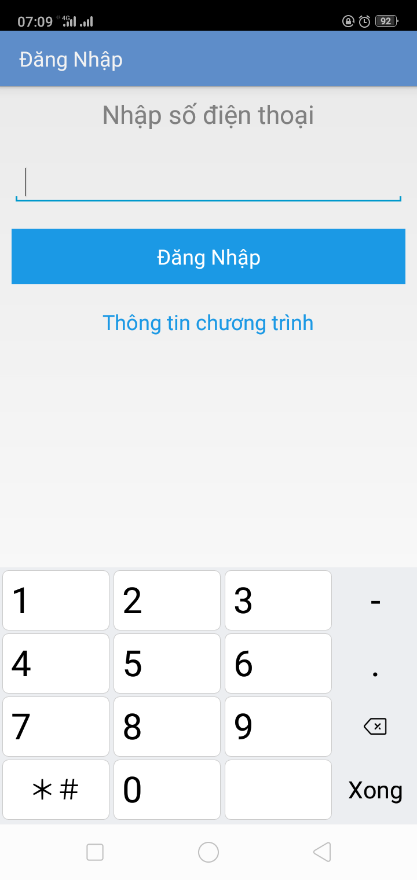 07:09 4G 92
Đăng Nhập
Nhập số điện thoại
Đăng Nhập
Thông tin chương trình
1 2 3 -
4 5 6 .
7 8 9
*# 0 Xong